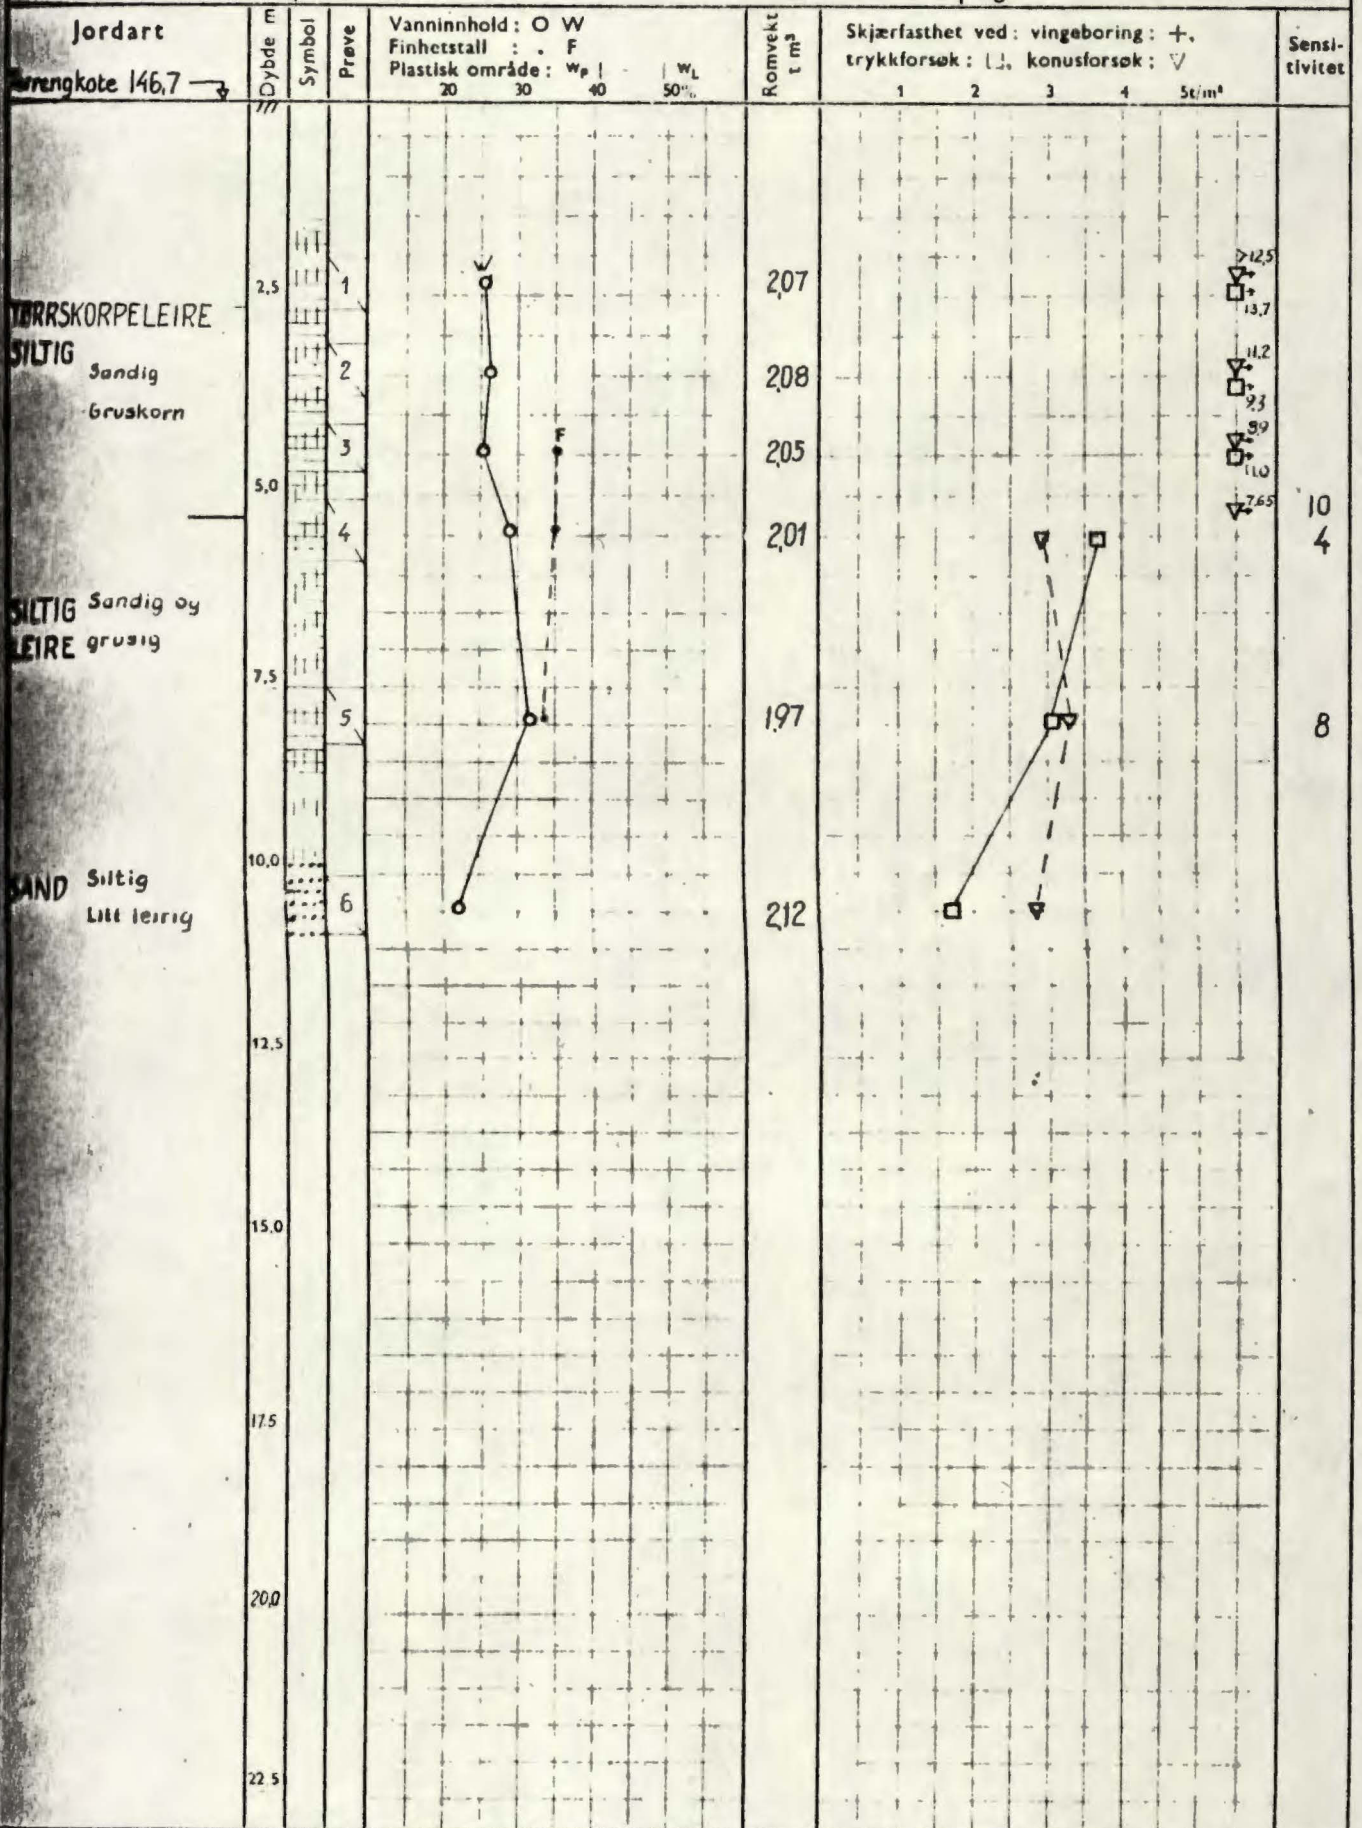 Jordart
Terrengkote 146,7
Dybde m
Symbol
Prøve
Vanninnhold: O W
Finhetstall : . F
Plastisk område: wP | | wL
20 30 40 50%
Romvekt t m³
Skjærfasthet ved: vingeboring: +,
trykkforsøk: □, konusforsøk: ▽
1 2 3 4 5t/m²
Sensi-
tivitet
>12,5
2,5 1 2,07
13,7
TØRRSKORPELEIRE
SILTIG
Sandig
Gruskorn
11,2
2 2,08
9,3
8,9
F
3 2,05
11,0
5,0
7,65 10
4 2,01 4
SILTIG Sandig og
LEIRE grusig
7,5
5 1,97 8
10,0
SAND Siltig
Litt leirig
6 2,12
12,5
15,0
17,5
20,0
22,5